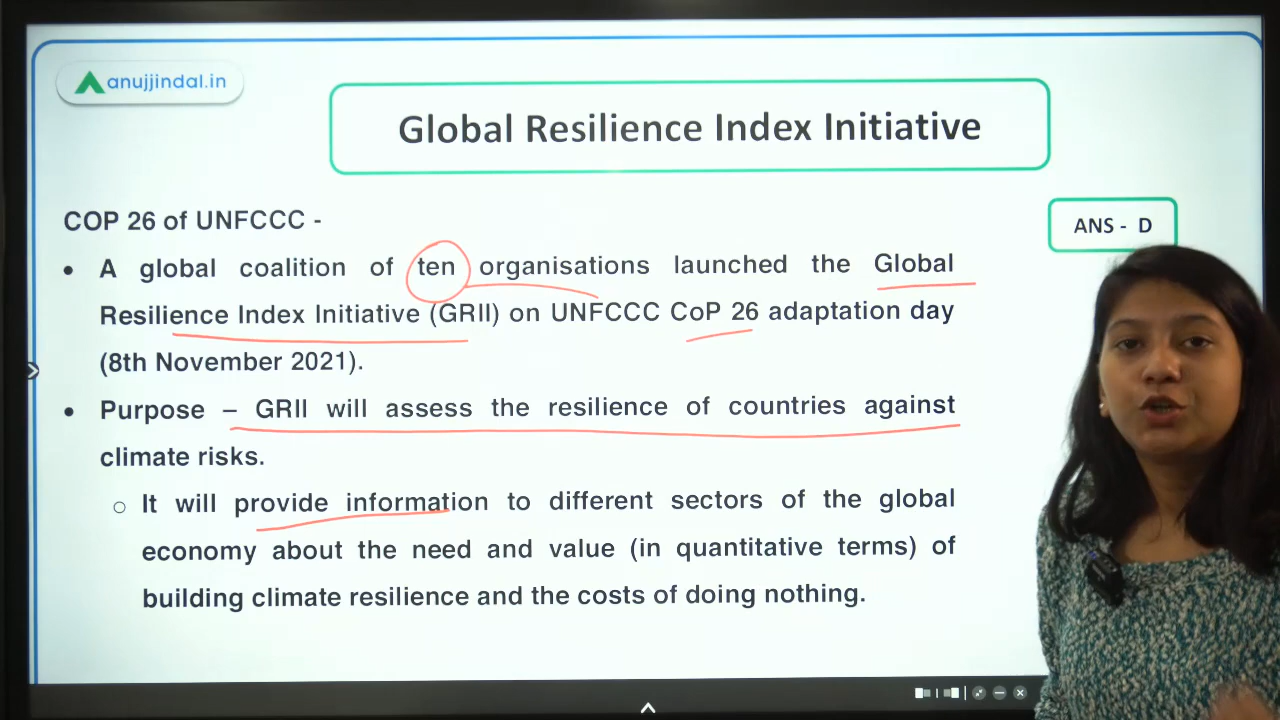 anujjindal.in
Global Resilience Index Initiative
COP 26 of UNFCCC -
ANS - D
• A global coalition of ten organisations launched the Global
Resilience Index Initiative (GRII) on UNFCCC CoP 26 adaptation day
(8th November 2021).
• Purpose – GRII will assess the resilience of countries against
climate risks.
o It will provide information to different sectors of the global
economy about the need and value (in quantitative terms) of
building climate resilience and the costs of doing nothing.